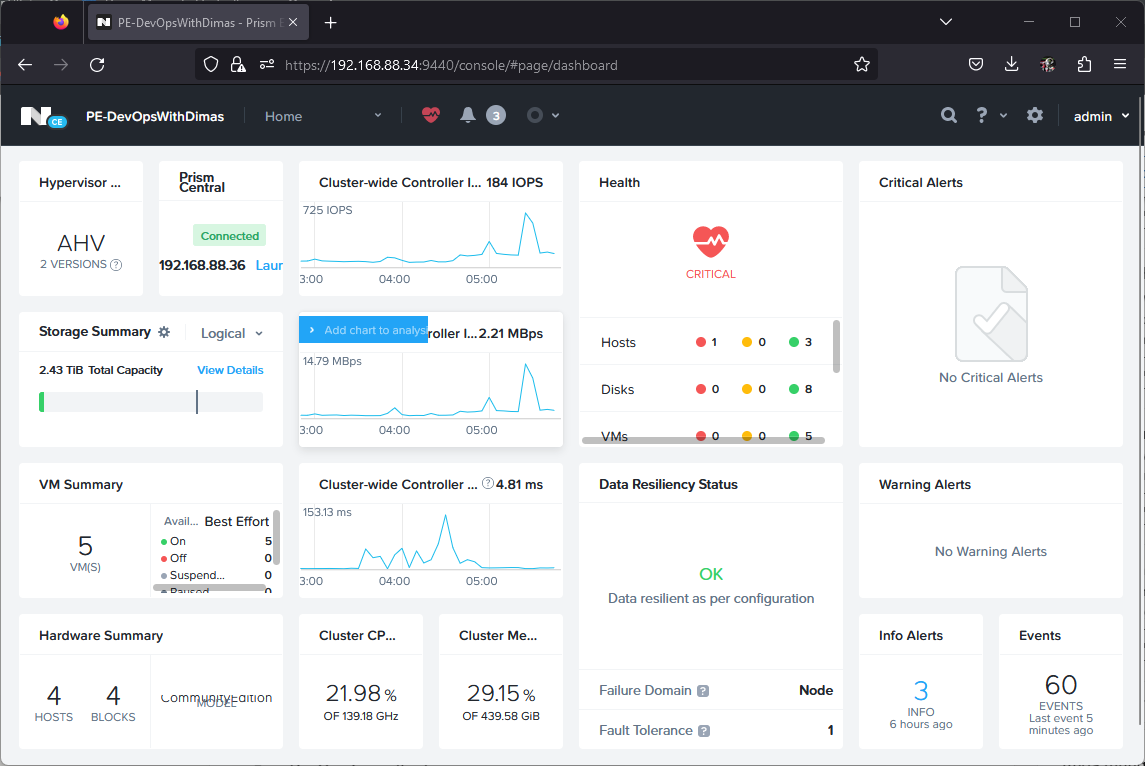 PE-DevOpsWithDimas - Prism E
https://192.168.88.34:9440/console/#page/dashboard
N CE PE-DevOpsWithDimas Home 3 ? admin
Hypervisor ...
AHV
2 VERSIONS ?
Prism
Central
Connected
192.168.88.36 Laur
Cluster-wide Controller I... 184 IOPS
725 IOPS
3:00 04:00 05:00
Health
CRITICAL
Hosts 1 0 3
Disks 0 0 8
VMs 0 0 5
Critical Alerts
No Critical Alerts
Storage Summary Logical
2.43 TiB Total Capacity View Details
Add chart to analysi
roller I... 2.21 MBps
14.79 MBps
3:00 04:00 05:00
VM Summary
5
VM(S)
Avail... Best Effort
On 5
Off 0
Suspend... 0
Paused 0
Cluster-wide Controller ... ? 4.81 ms
153.13 ms
3:00 04:00 05:00
Data Resiliency Status
OK
Data resilient as per configuration
Failure Domain ? Node
Fault Tolerance ? 1
Warning Alerts
No Warning Alerts
Hardware Summary
4
HOSTS
4
BLOCKS
CommunityEdition
MODEL
Cluster CP...
21.98 %
OF 139.18 GHz
Cluster Me...
29.15 %
OF 439.58 GiB
Info Alerts
3
INFO
6 hours ago
Events
60
EVENTS
Last event 5
minutes ago